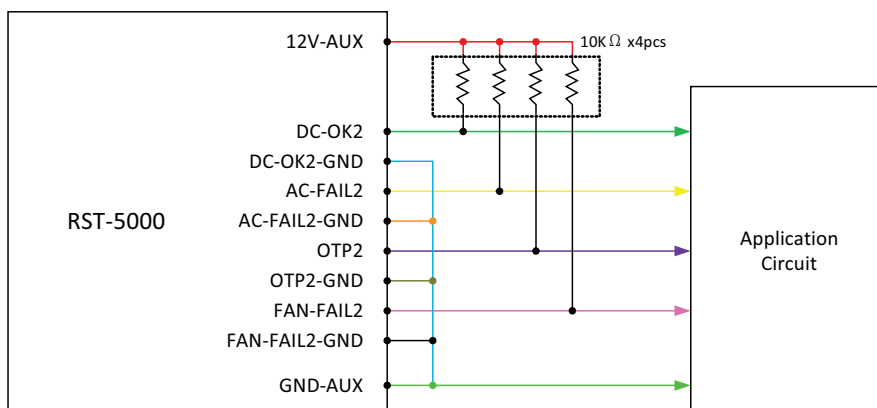 12V-AUX
10KΩ x4pcs
DC-OK2
DC-OK2-GND
AC-FAIL2
RST-5000
AC-FAIL2-GND
OTP2
Application
Circuit
OTP2-GND
FAN-FAIL2
FAN-FAIL2-GND
GND-AUX